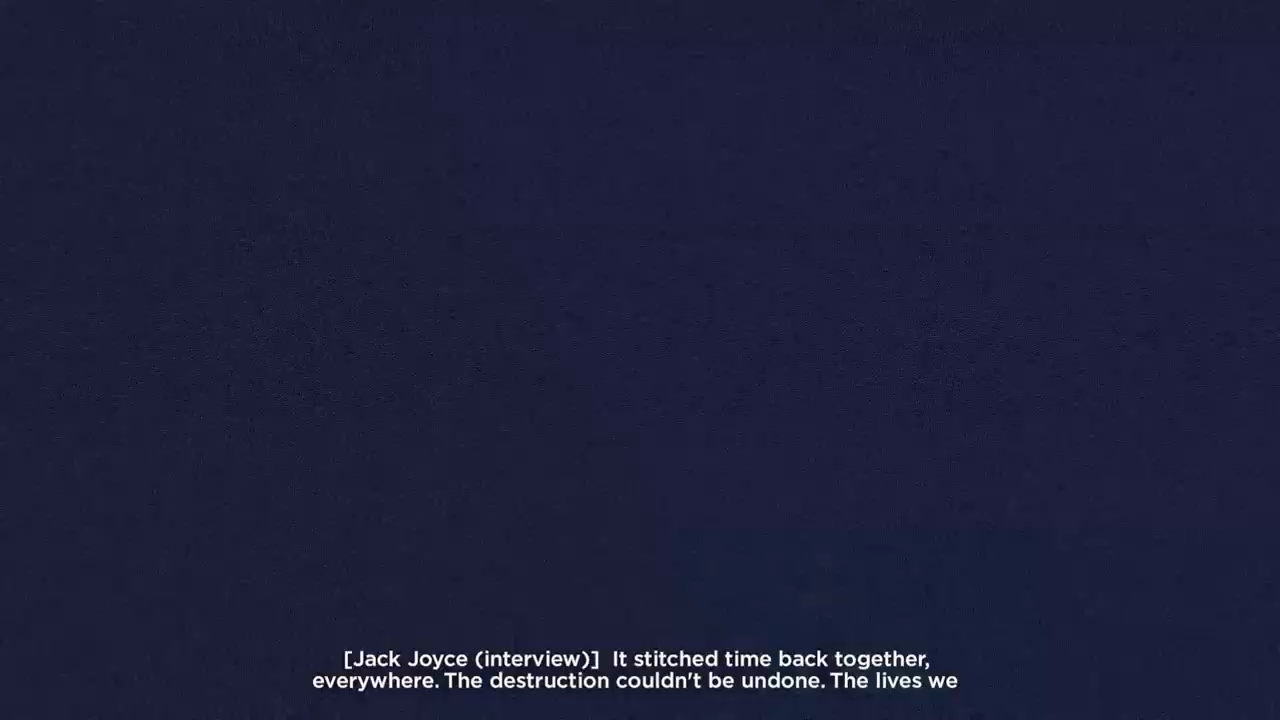 [Jack Joyce (interview)]  It stitched time back together,
everywhere. The destruction couldn't be undone. The lives we